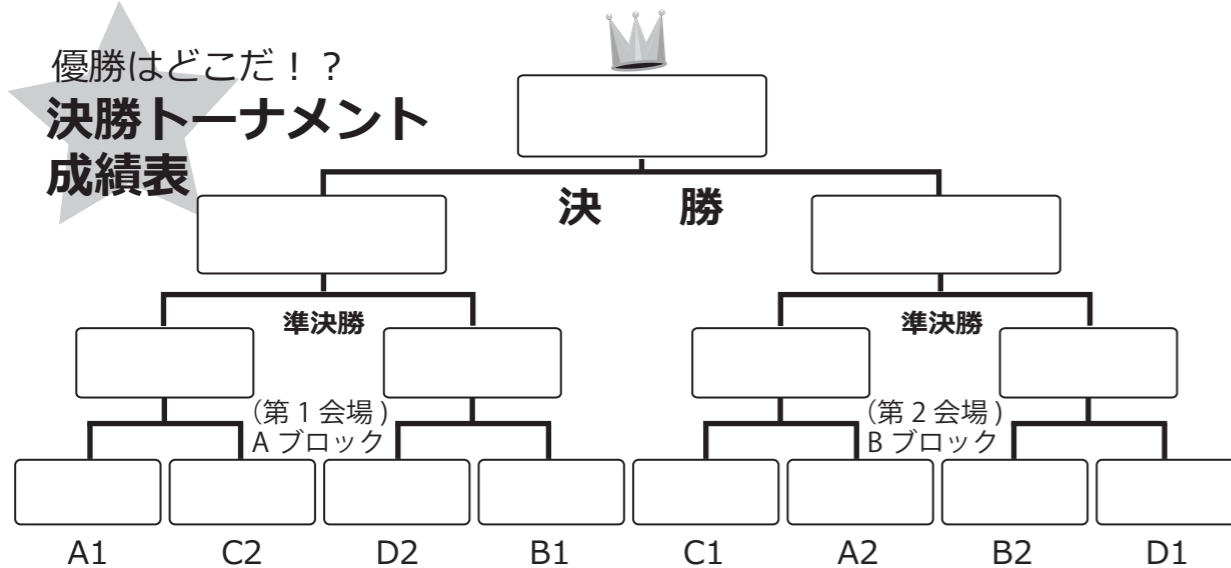 優勝はどこだ！？
決勝トーナメント
成績表
決　勝
準決勝
準決勝
(第1会場)
Aブロック
(第2会場)
Bブロック
A1 C2 D2 B1 C1 A2 B2 D1